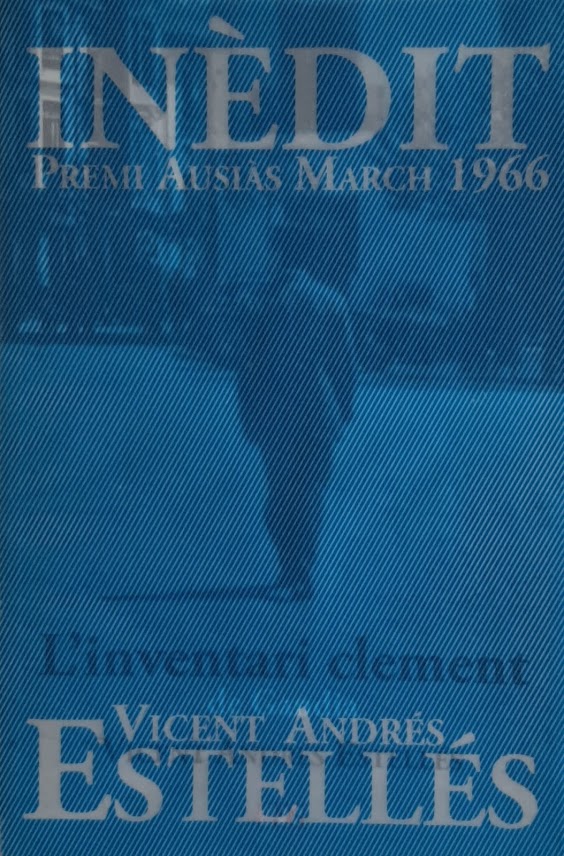 INÈDIT
PREMI AUSIÀS MARCH 1966
L'inventari clement
VICENT ANDRÉS
ESTELLÉS